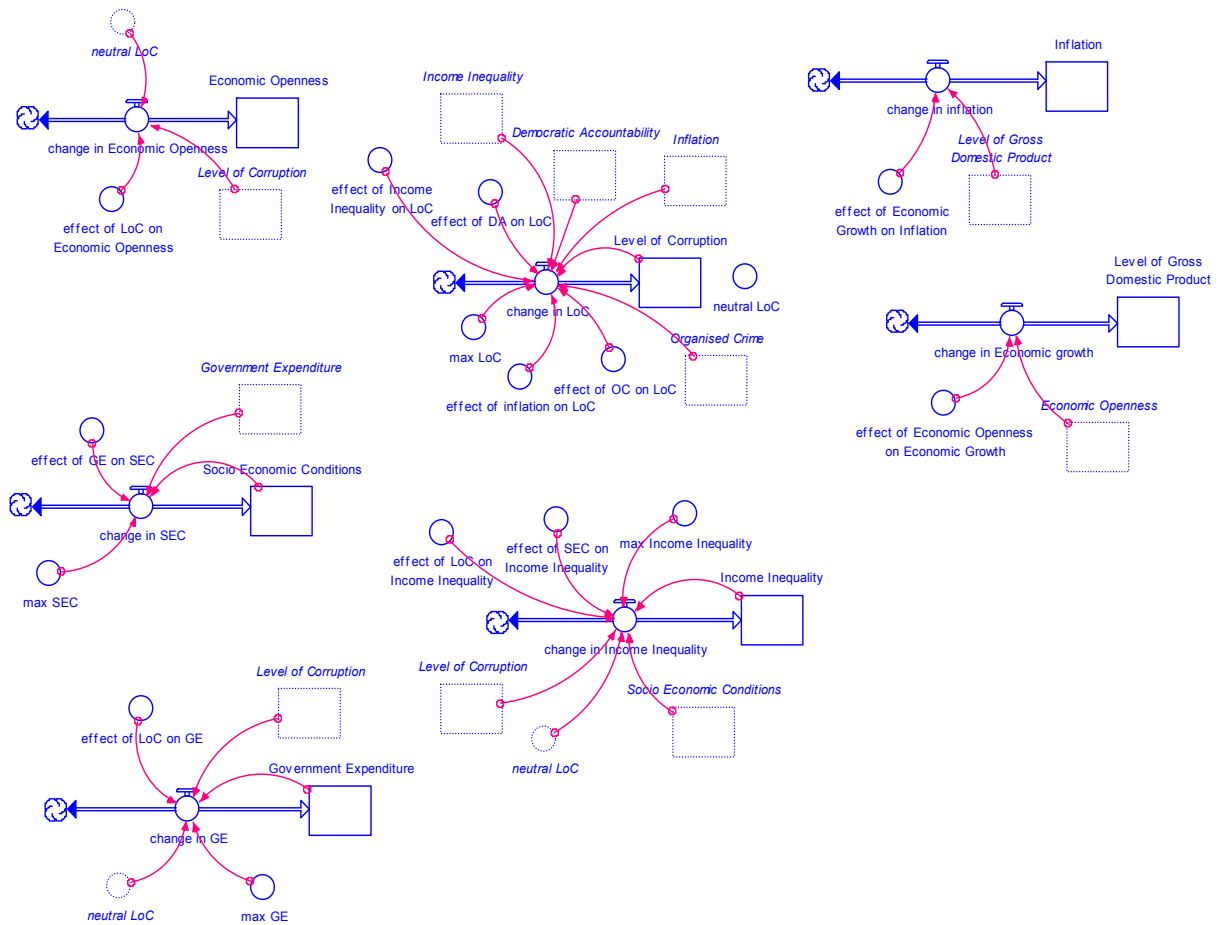 neutral LoC
Economic Openness
change in Economic Openness
Level of Corruption
effect of LoC on
Economic Openness
Income Inequality
Democratic Accountability
Inflation
effect of Income
Inequality on LoC
effect of DA on LoC
Level of Corruption
neutral LoC
change in LoC
max LoC
Organised Crime
effect of OC on LoC
effect of inflation on LoC
Inflation
change in inflation
Level of Gross
Domestic Product
effect of Economic
Growth on Inflation
Level of Gross
Domestic Product
change in Economic growth
Economic Openness
effect of Economic Openness
on Economic Growth
Government Expenditure
effect of GE on SEC
Socio Economic Conditions
change in SEC
max SEC
effect of LoC on
Income Inequality
effect of SEC on
Income Inequality
max Income Inequality
Income Inequality
change in Income Inequality
Level of Corruption
Socio Economic Conditions
neutral LoC
Level of Corruption
effect of LoC on GE
Government Expenditure
change in GE
neutral LoC
max GE